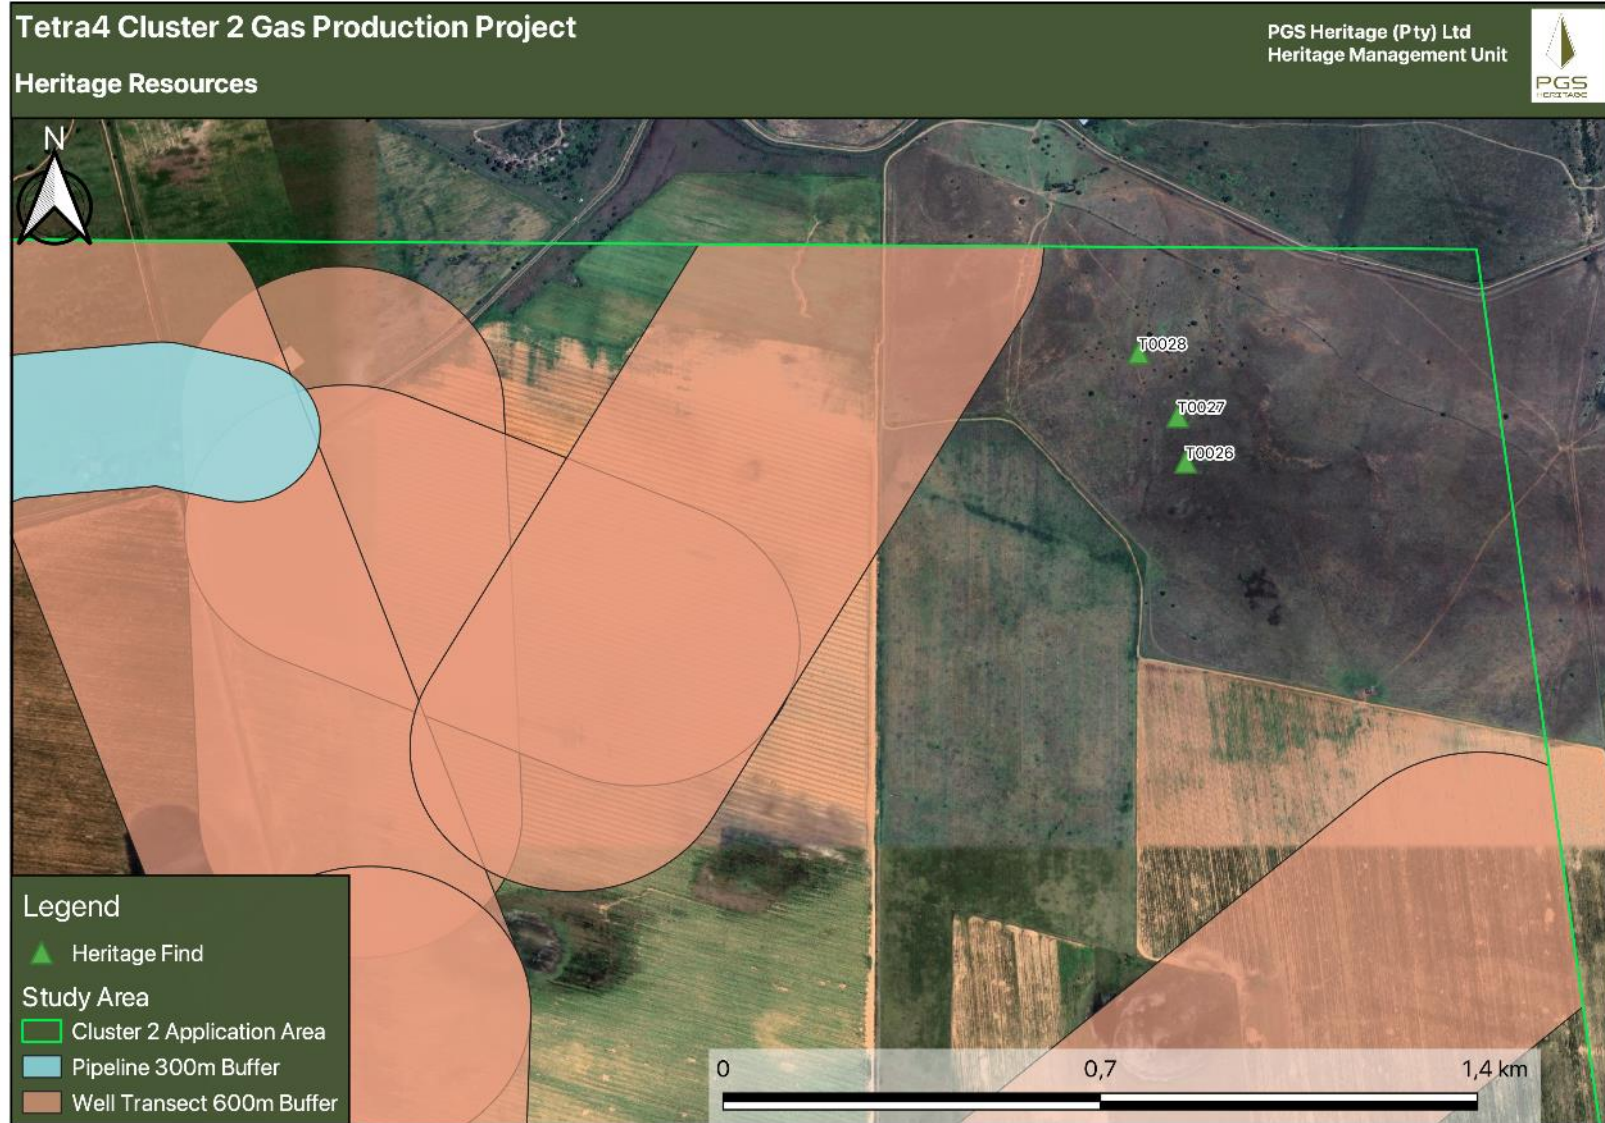 Tetra4 Cluster 2 Gas Production Project
Heritage Resources
PGS Heritage (Pty) Ltd
Heritage Management Unit
PGS
HERITAGE
N
T0028
T0027
T0026
Legend
Heritage Find
Study Area
Cluster 2 Application Area
Pipeline 300m Buffer
Well Transect 600m Buffer
0 0,7 1,4 km